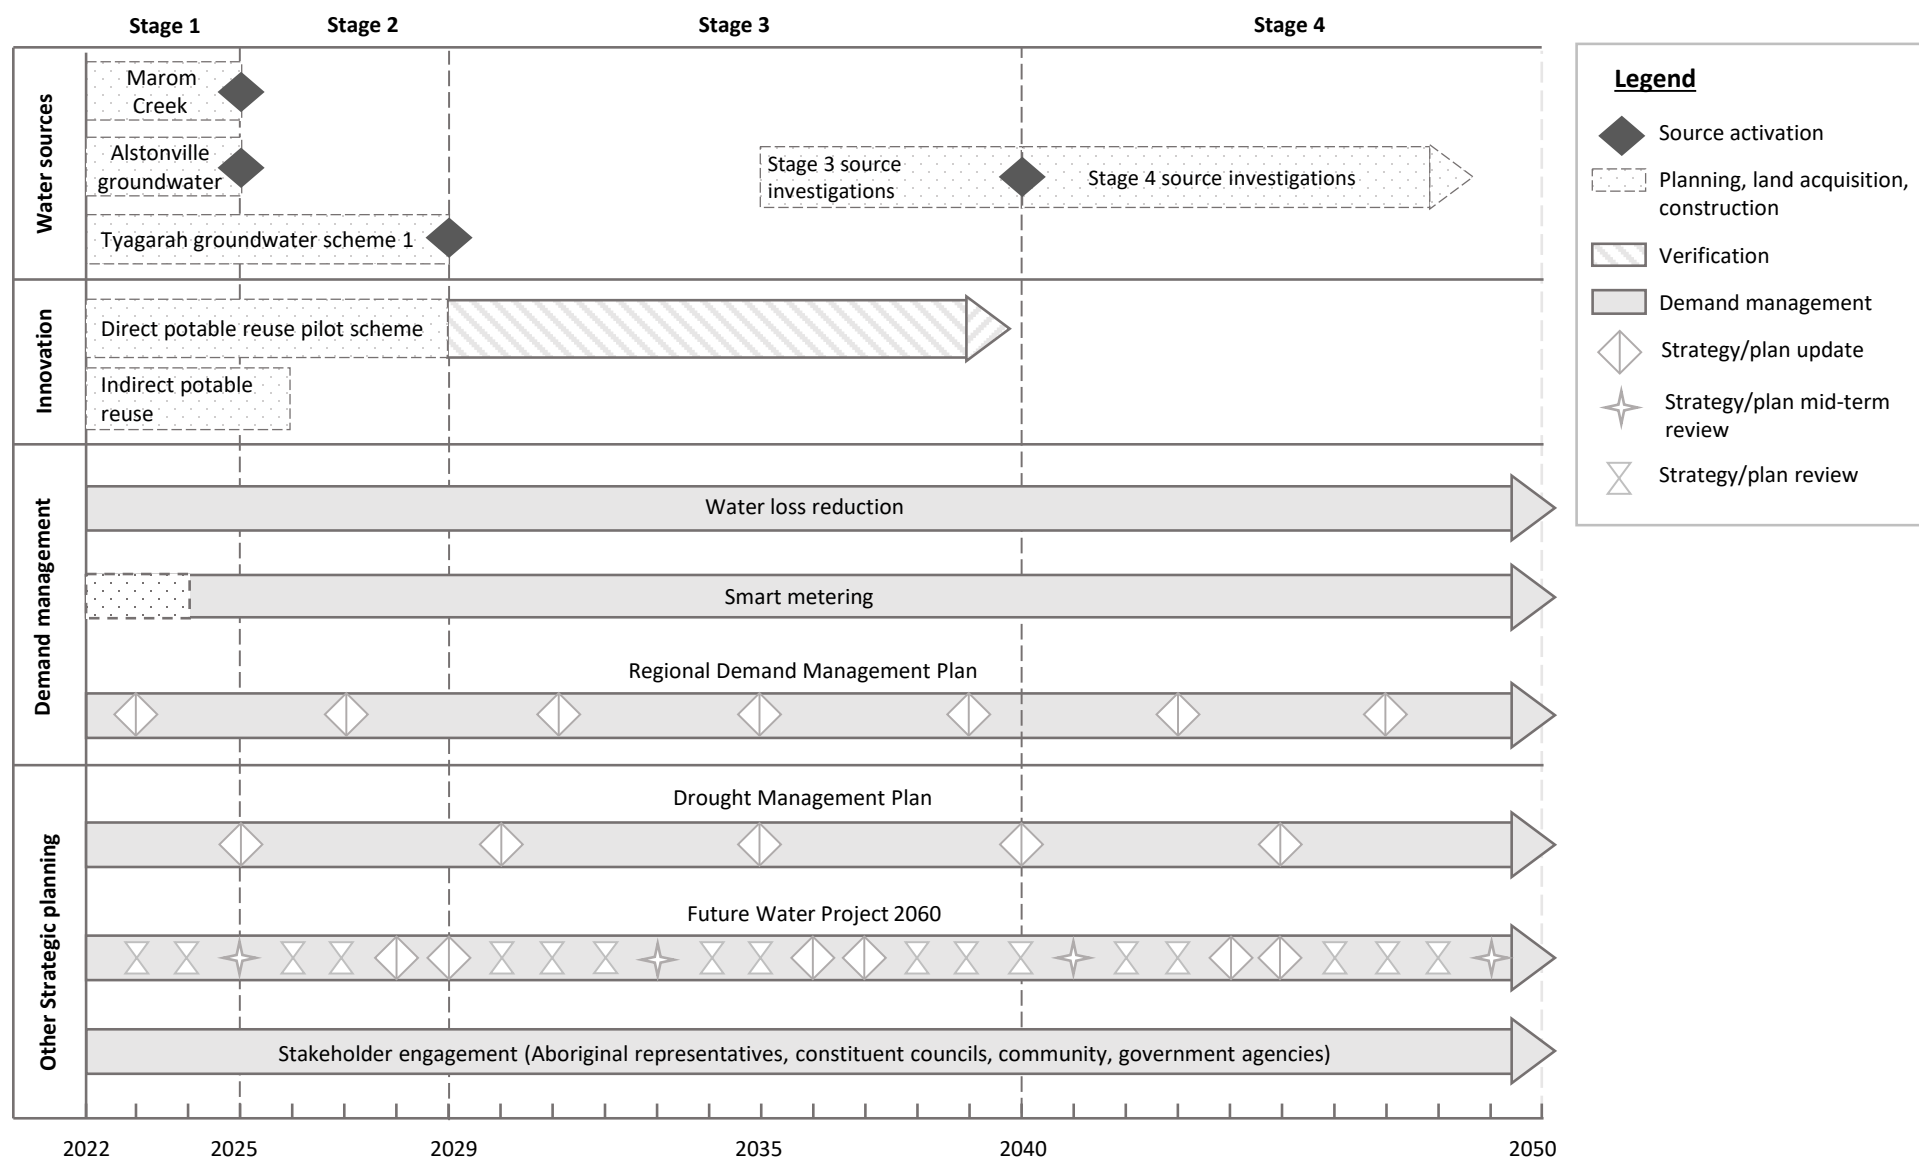 Stage 1
Stage 2
Stage 3
Stage 4
Water sources
Marom
Creek
Alstonville
groundwater
Tyagarah groundwater scheme 1
Stage 3 source
investigations
Stage 4 source investigations
Innovation
Direct potable reuse pilot scheme
Indirect potable
reuse
Demand management
Water loss reduction
Smart metering
Regional Demand Management Plan
Other Strategic planning
Drought Management Plan
Future Water Project 2060
Stakeholder engagement (Aboriginal representatives, constituent councils, community, government agencies)
2022
2025
2029
2035
2040
2050
Legend
Source activation
Planning, land acquisition,
construction
Verification
Demand management
Strategy/plan update
Strategy/plan mid-term
review
Strategy/plan review